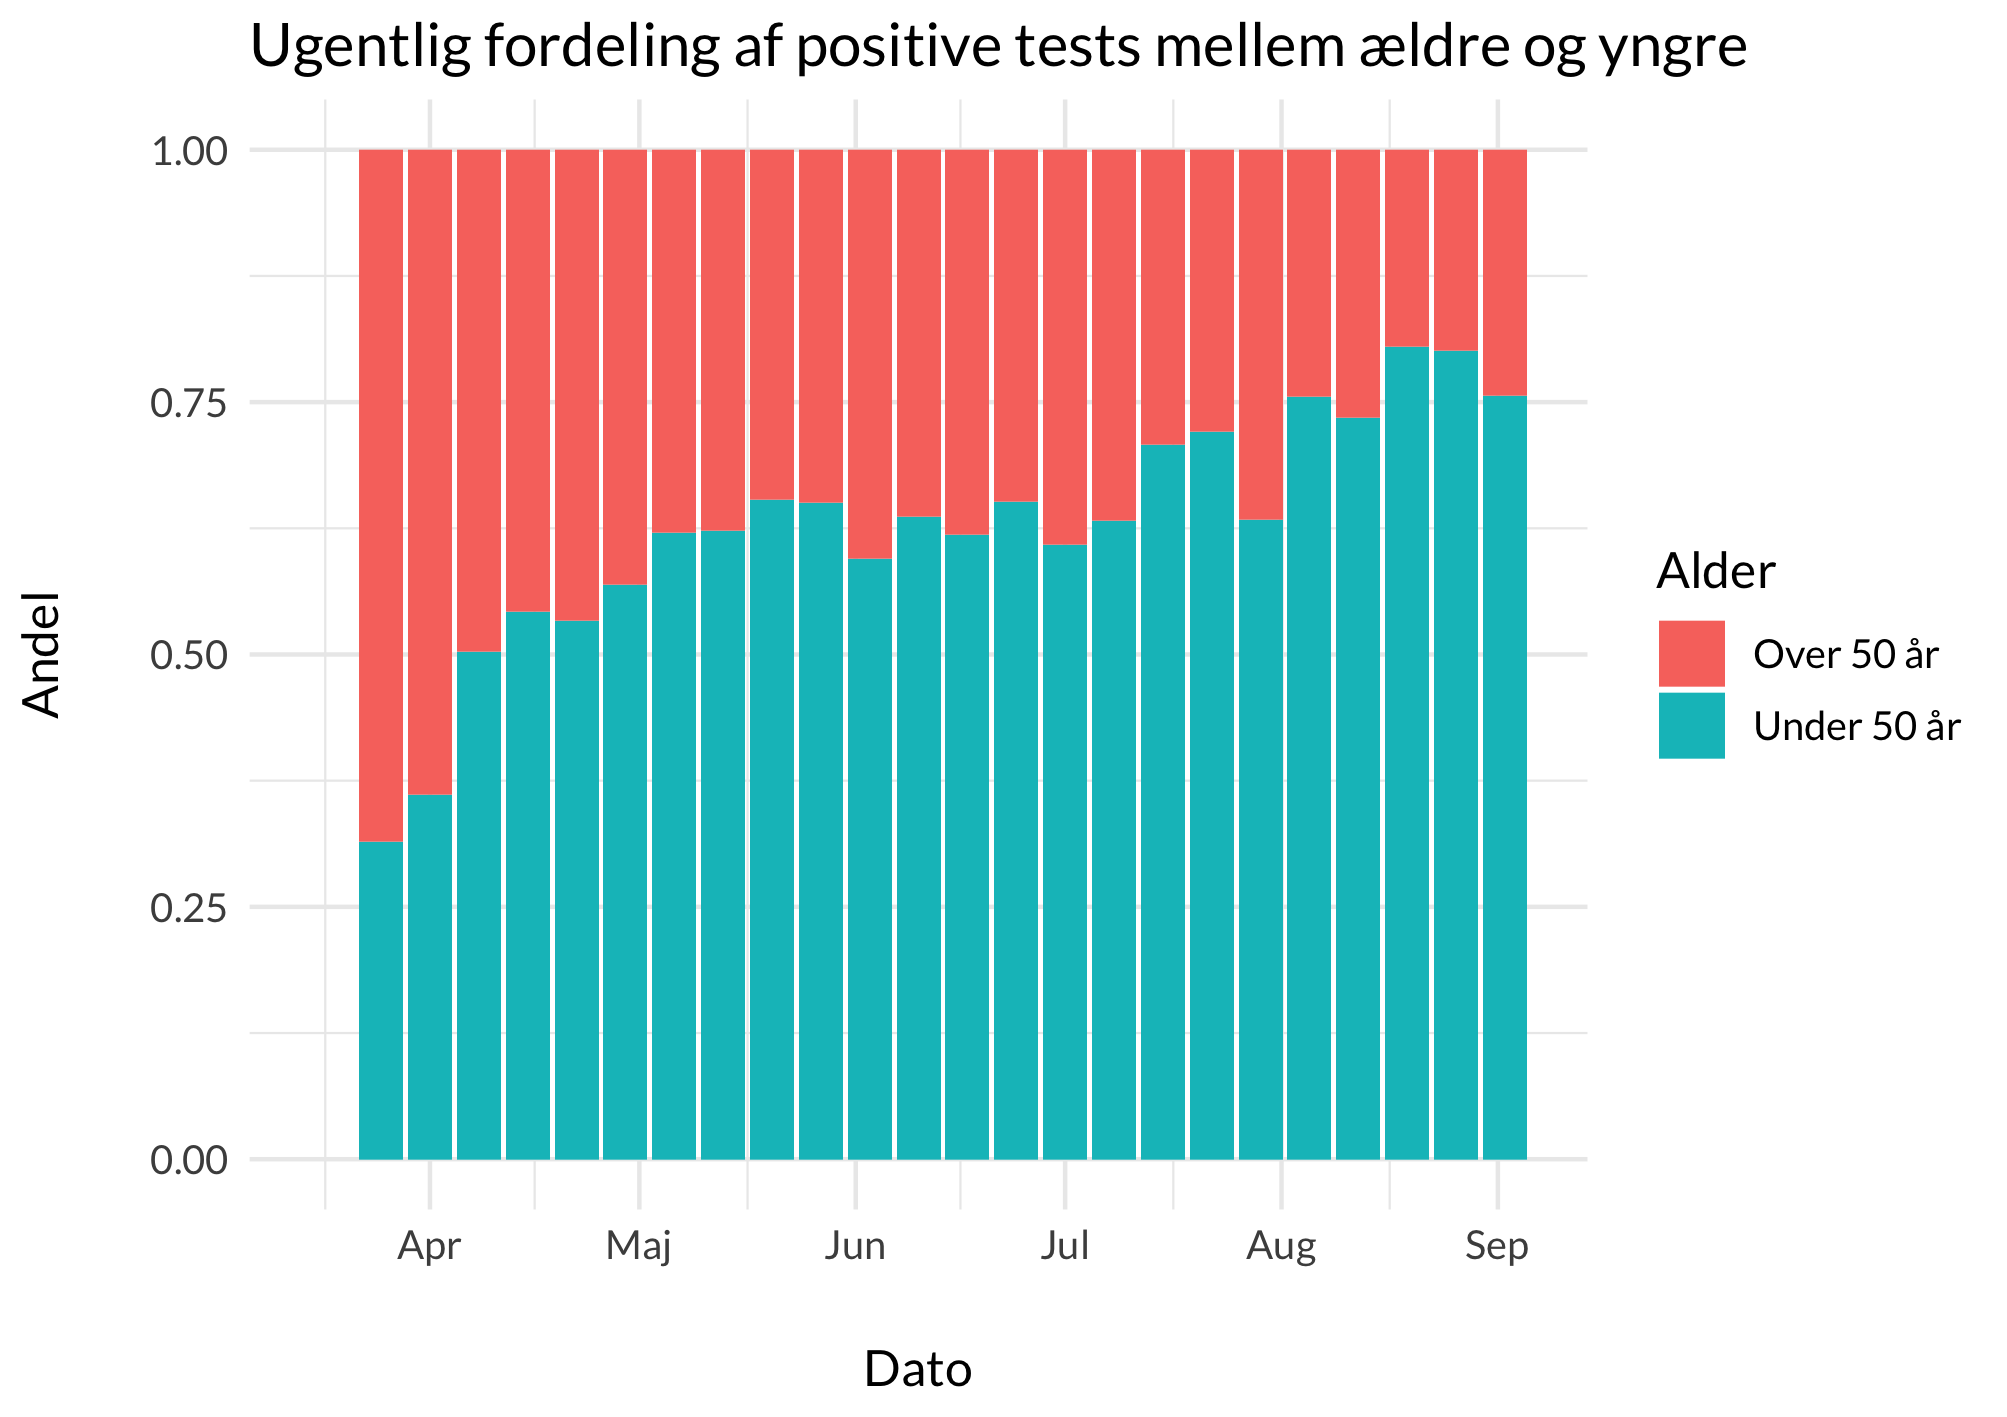 Ugentlig fordeling af positive tests mellem ældre og yngre
1.00
0.75
0.50
0.25
0.00
Andel
Apr Maj Jun Jul Aug Sep
Dato
Alder
Over 50 år
Under 50 år